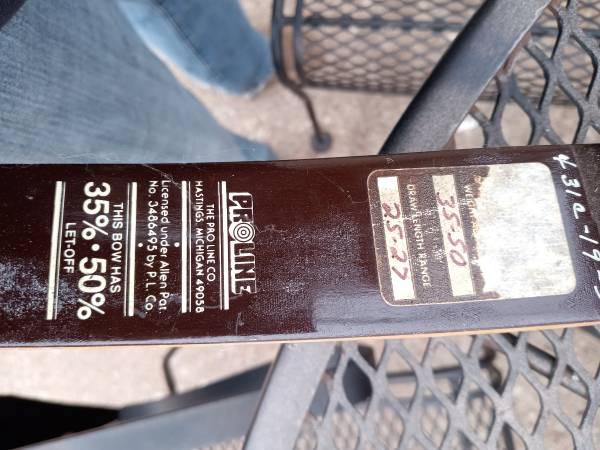 PRO LINE
THE PRO LINE CO.
HASTINGS, MICHIGAN 49058
Licensed under Allen Pat.
No. 3486495 by P. L. Co.
THIS BOW HAS
35% • 50%
LET-OFF
35-50
DRAW LENGTH RANGE
25-27